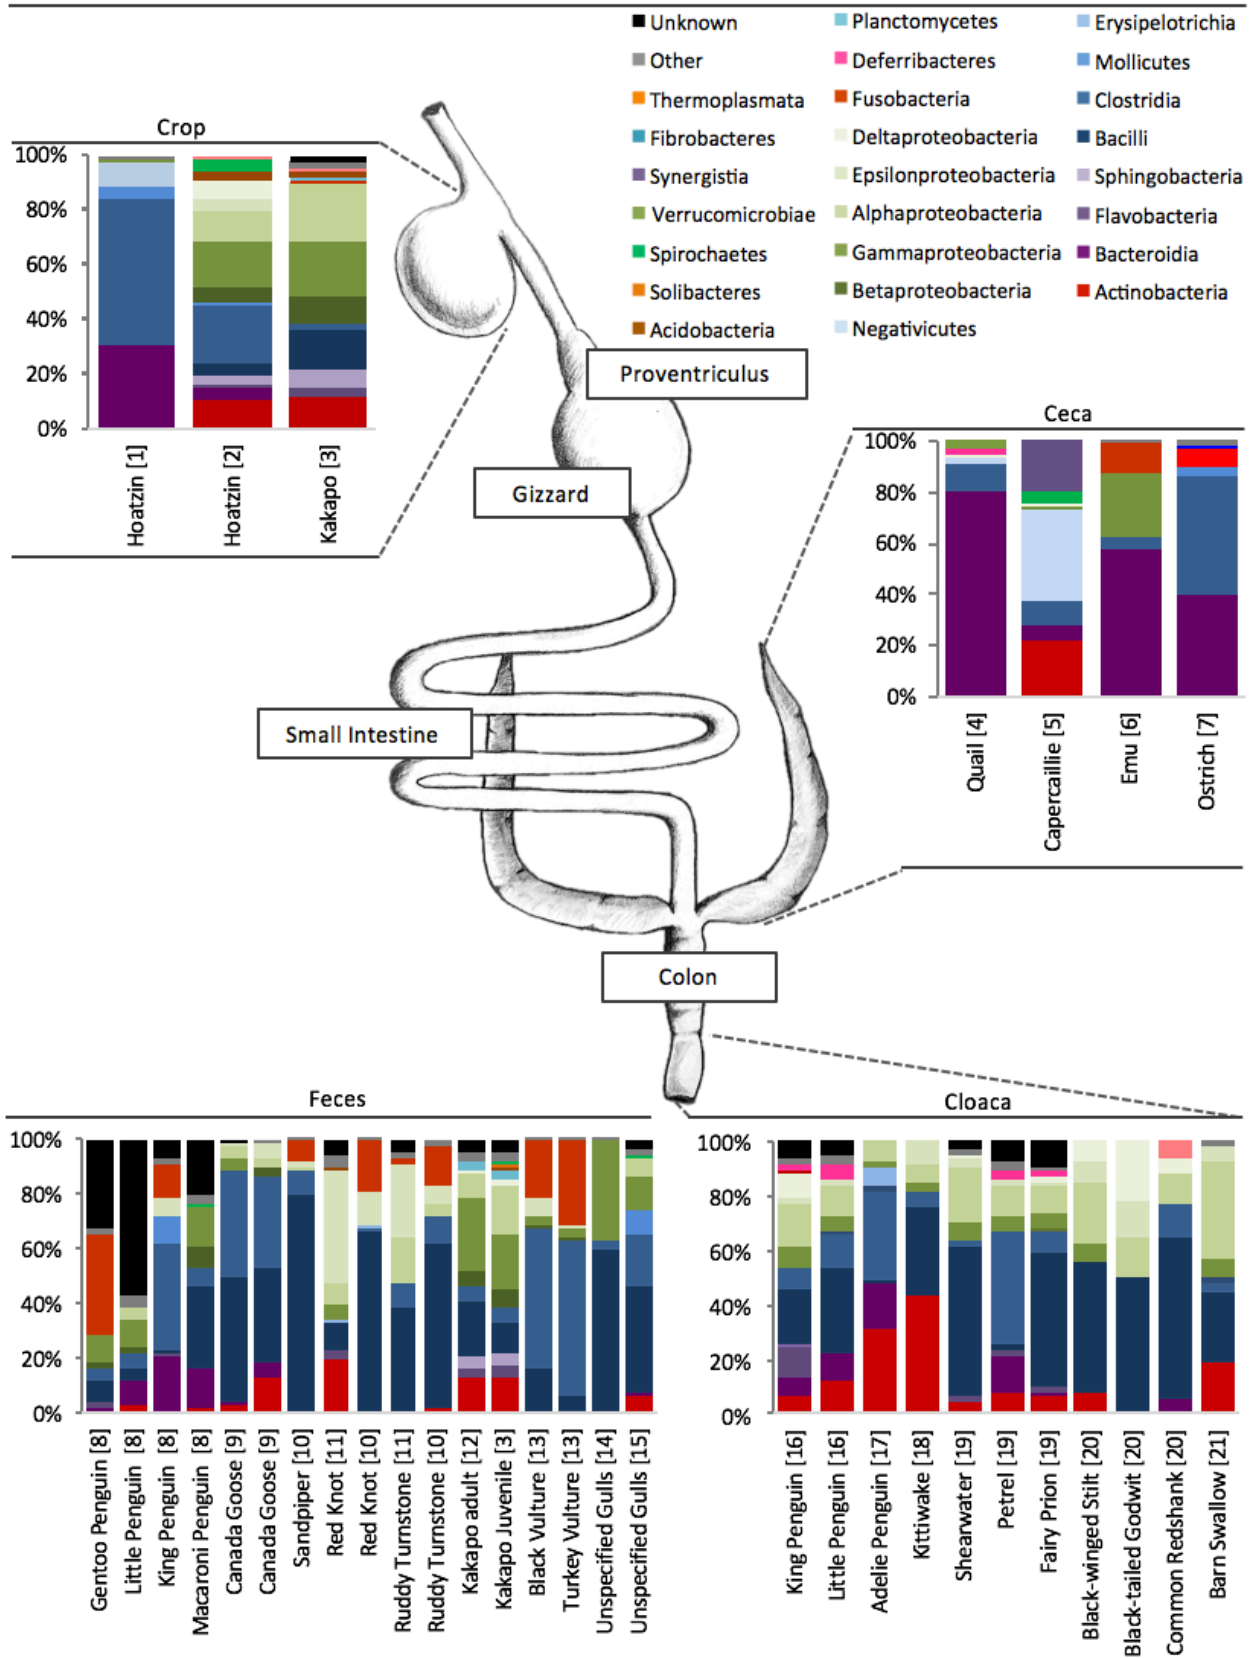 Unknown
Other
Thermoplasmata
Fibrobacteres
Synergistia
Verrucomicrobiae
Spirochaetes
Solibacteres
Acidobacteria
Planctomycetes
Deferribacteres
Fusobacteria
Deltaproteobacteria
Epsilonproteobacteria
Alphaproteobacteria
Gammaproteobacteria
Betaproteobacteria
Negativicutes
Erysipelotrichia
Mollicutes
Clostridia
Bacilli
Sphingobacteria
Flavobacteria
Bacteroidia
Actinobacteria
Crop
100%
80%
60%
40%
20%
0%
Hoatzin [1]
Hoatzin [2]
Kakapo [3]
Proventriculus
Gizzard
Small Intestine
Colon
Ceca
100%
80%
60%
40%
20%
0%
Quail [4]
Capercaillie [5]
Emu [6]
Ostrich [7]
Feces
100%
80%
60%
40%
20%
0%
Gentoo Penguin [8]
Little Penguin [8]
King Penguin [8]
Macaroni Penguin [8]
Canada Goose [9]
Canada Goose [9]
Sandpiper [10]
Red Knot [11]
Red Knot [10]
Ruddy Turnstone [11]
Ruddy Turnstone [10]
Kakapo adult [12]
Kakapo Juvenile [3]
Black Vulture [13]
Turkey Vulture [13]
Unspecified Gulls [14]
Unspecified Gulls [15]
Cloaca
100%
80%
60%
40%
20%
0%
King Penguin [16]
Little Penguin [16]
Adelie Penguin [17]
Kittiwake [18]
Shearwater [19]
Petrel [19]
Fairy Prion [19]
Black-winged Stilt [20]
Black-tailed Godwit [20]
Common Redshank [20]
Barn Swallow [21]